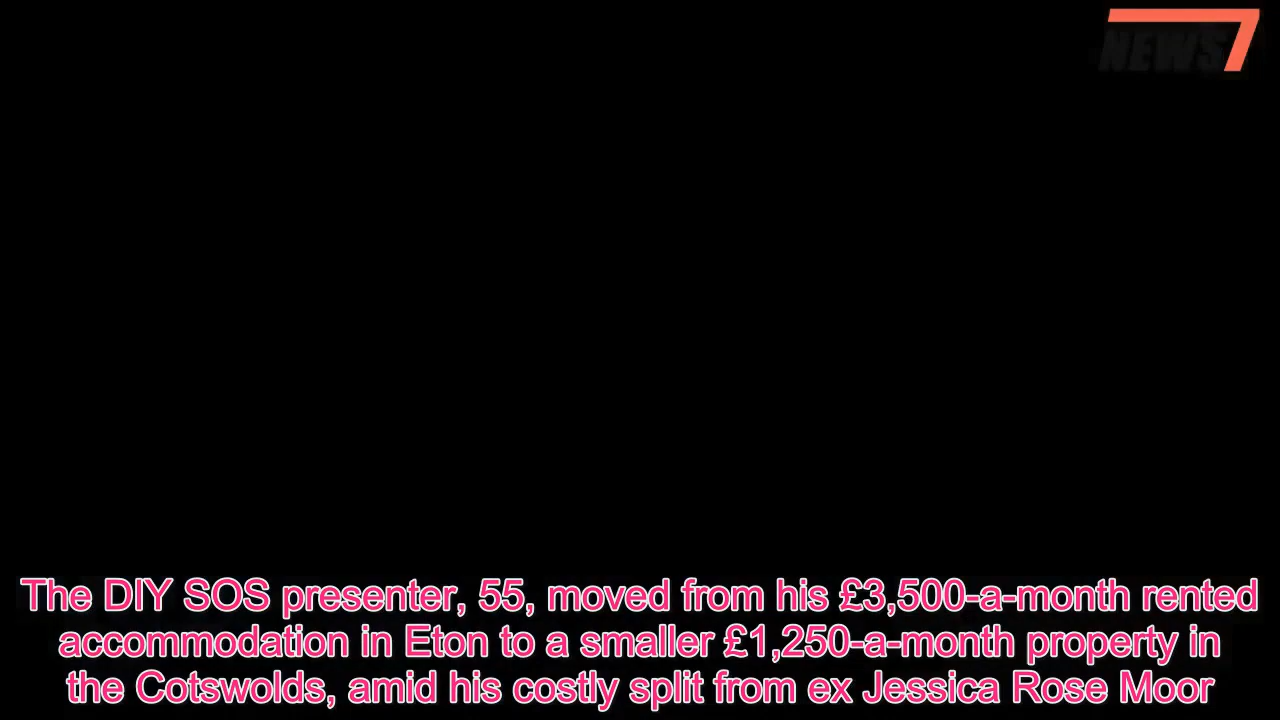 NEWS7
The DIY SOS presenter, 55, moved from his £3,500-a-month rented
accommodation in Eton to a smaller £1,250-a-month property in
the Cotswolds, amid his costly split from ex Jessica Rose Moor